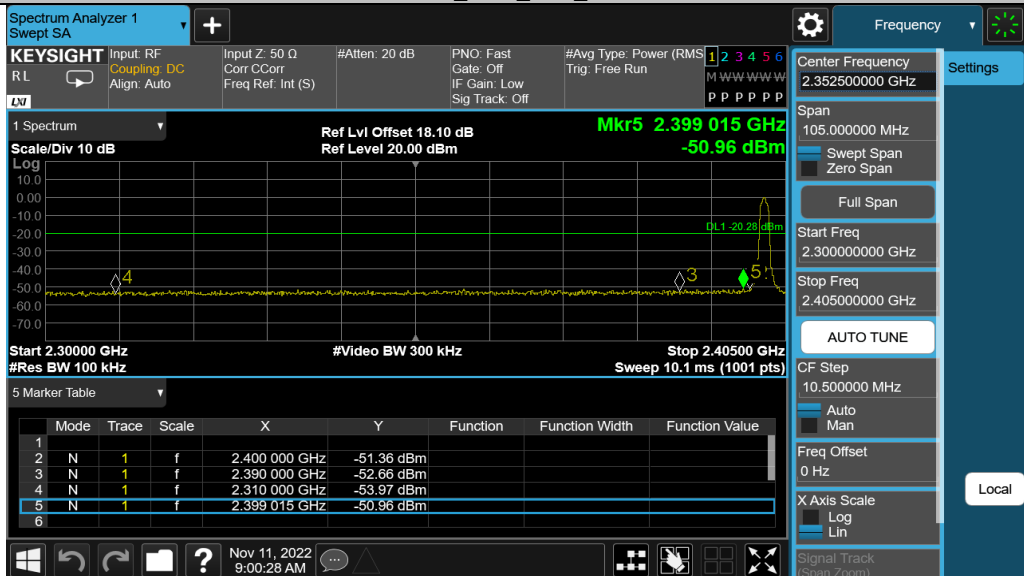 Spectrum Analyzer 1
Swept SA
+
Frequency
KEYSIGHT
R L
LXI
Input: RF
Coupling: DC
Align: Auto
Input Z: 50 Ω
Corr CCorr
Freq Ref: Int (S)
#Atten: 20 dB
PNO: Fast
Gate: Off
IF Gain: Low
Sig Track: Off
#Avg Type: Power (RMS
Trig: Free Run
1 2 3 4 5 6
M W W W W W
P P P P P P
Center Frequency
2.352500000 GHz
Settings
Span
105.000000 MHz
Swept Span
Zero Span
Full Span
Start Freq
2.300000000 GHz
Stop Freq
2.405000000 GHz
AUTO TUNE
CF Step
10.500000 MHz
Auto
Man
Freq Offset
0 Hz
X Axis Scale
Log
Lin
Signal Track
(Span Zoom)
Local
1 Spectrum
Scale/Div 10 dB
Ref Lvl Offset 18.10 dB
Ref Level 20.00 dBm
Mkr5 2.399 015 GHz
-50.96 dBm
Log
10.0
0.00
-10.0
-20.0
-30.0
-40.0
-50.0
-60.0
-70.0
DL1 -20.28 dBm
4
3
5
Start 2.30000 GHz
#Video BW 300 kHz
Stop 2.40500 GHz
#Res BW 100 kHz
Sweep 10.1 ms (1001 pts)
5 Marker Table
Mode Trace Scale X Y Function Function Width Function Value
1
2 N 1 f 2.400 000 GHz -51.36 dBm
3 N 1 f 2.390 000 GHz -52.66 dBm
4 N 1 f 2.310 000 GHz -53.97 dBm
5 N 1 f 2.399 015 GHz -50.96 dBm
6
?
Nov 11, 2022
9:00:28 AM